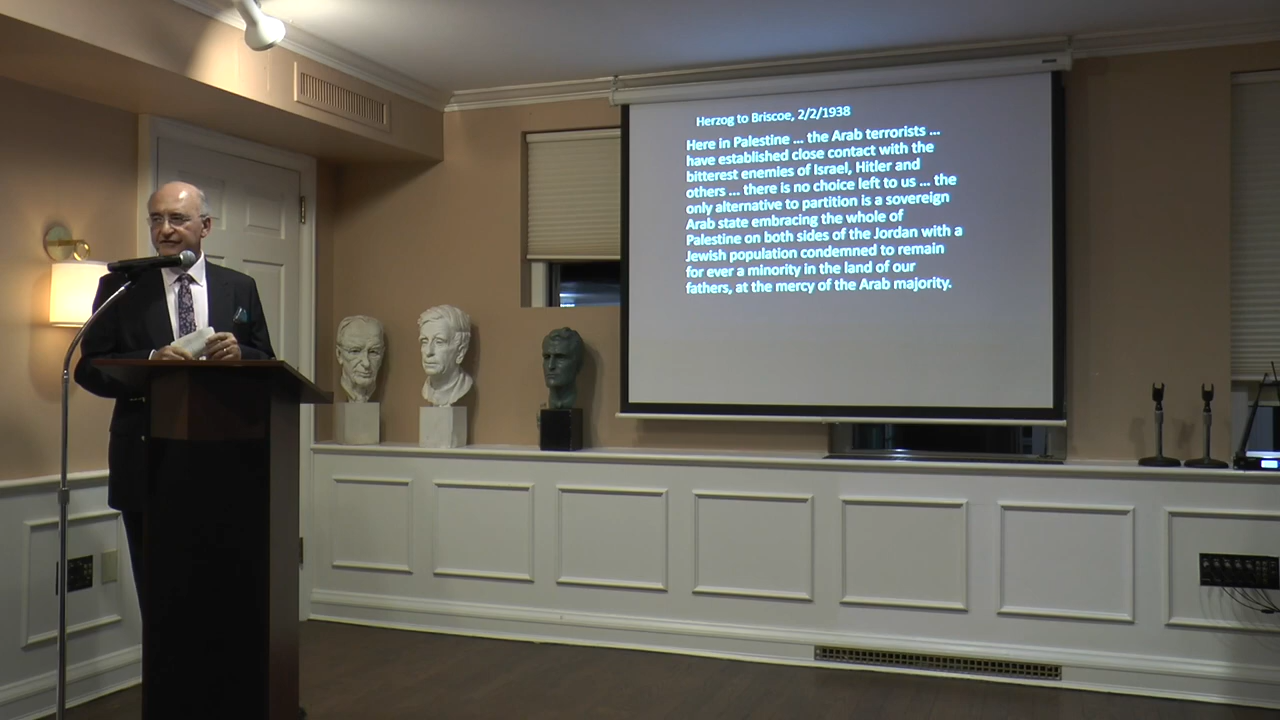 Herzog to Briscoe, 2/2/1938
Here in Palestine ... the Arab terrorists ...
have established close contact with the
bitterest enemies of Israel, Hitler and
others ... there is no choice left to us ... the
only alternative to partition is a sovereign
Arab state embracing the whole of
Palestine on both sides of the Jordan with a
Jewish population condemned to remain
for ever a minority in the land of our
fathers, at the mercy of the Arab majority.